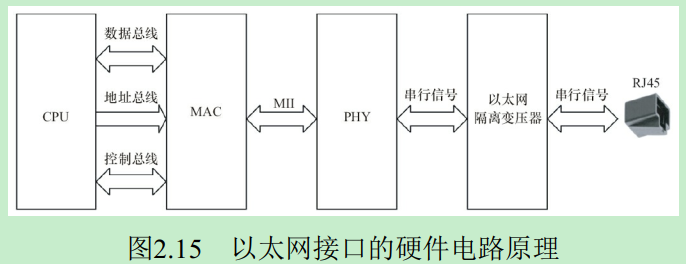 数据总线
地址总线
控制总线
CPU
MAC
MII
PHY
串行信号
以太网
隔离变压器
串行信号
RJ45
图2.15 以太网接口的硬件电路原理